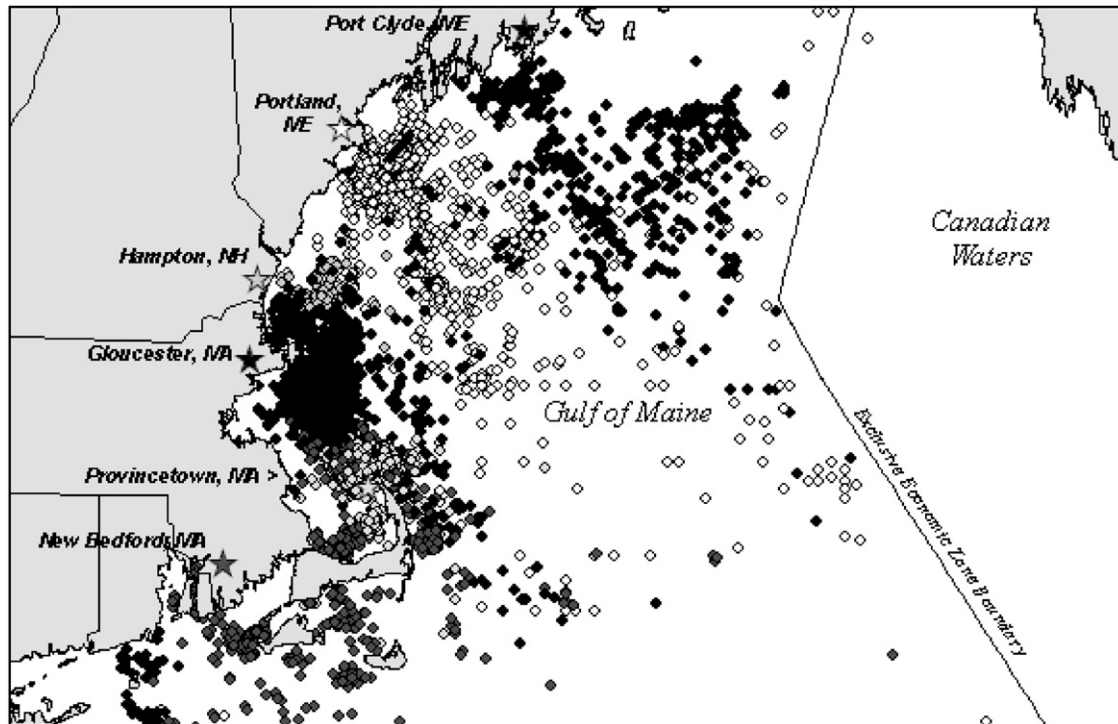 Port Clyde, ME
Portland,
ME
Hampton, NH
Canadian
Waters
Gloucester, MA
Gulf of Maine
Exclusive Economic Zone Boundary
Provincetown, MA >
New Bedford, MA